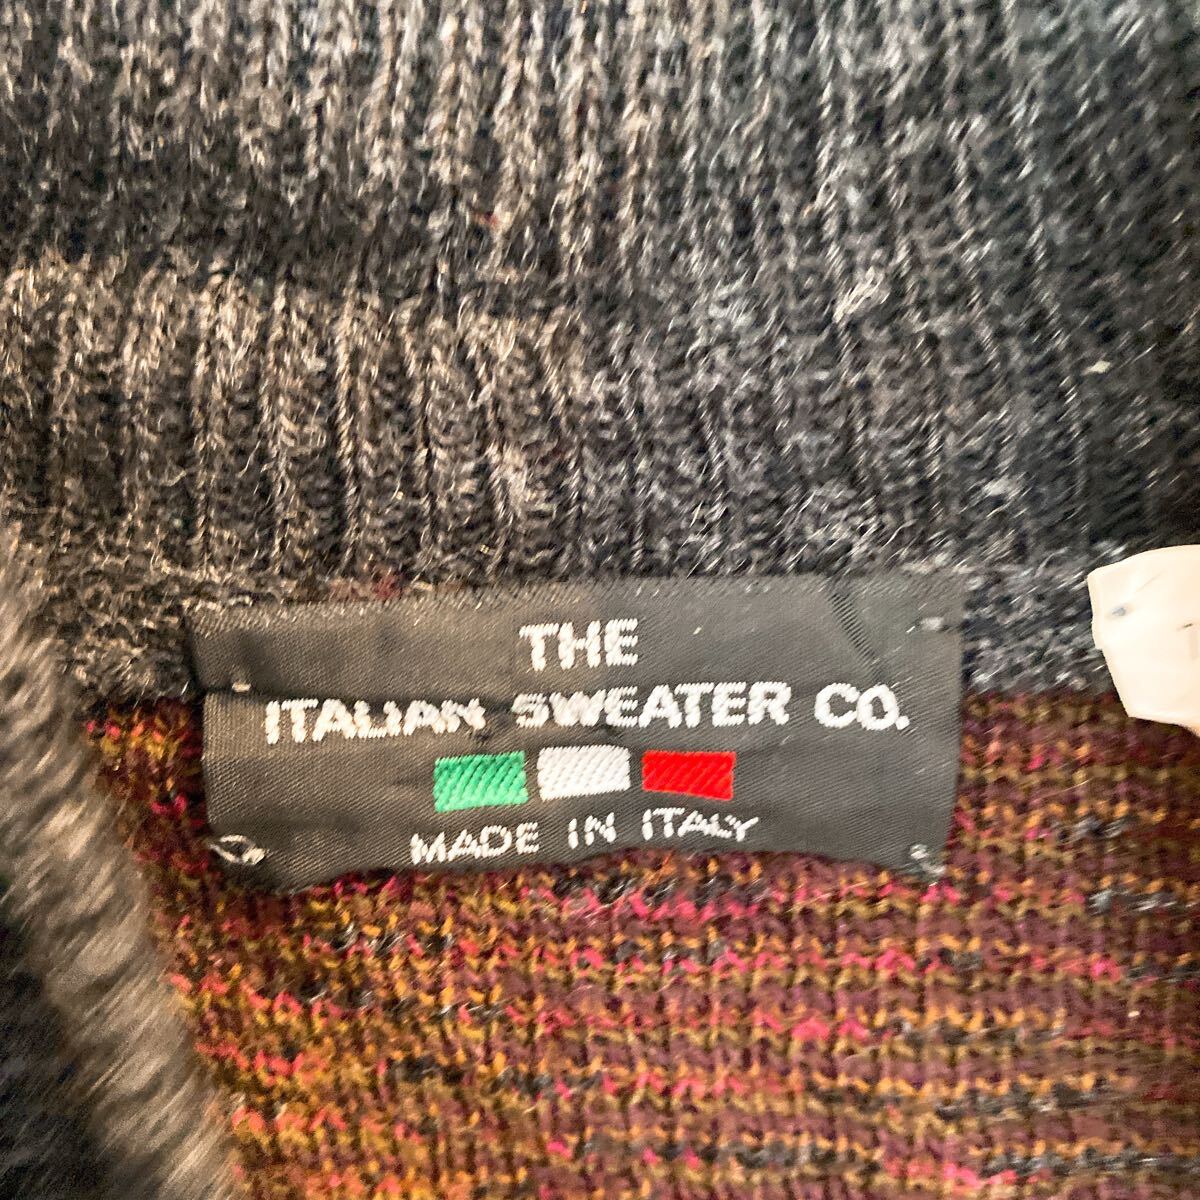 THE
ITALIAN SWEATER CO.
MADE IN ITALY